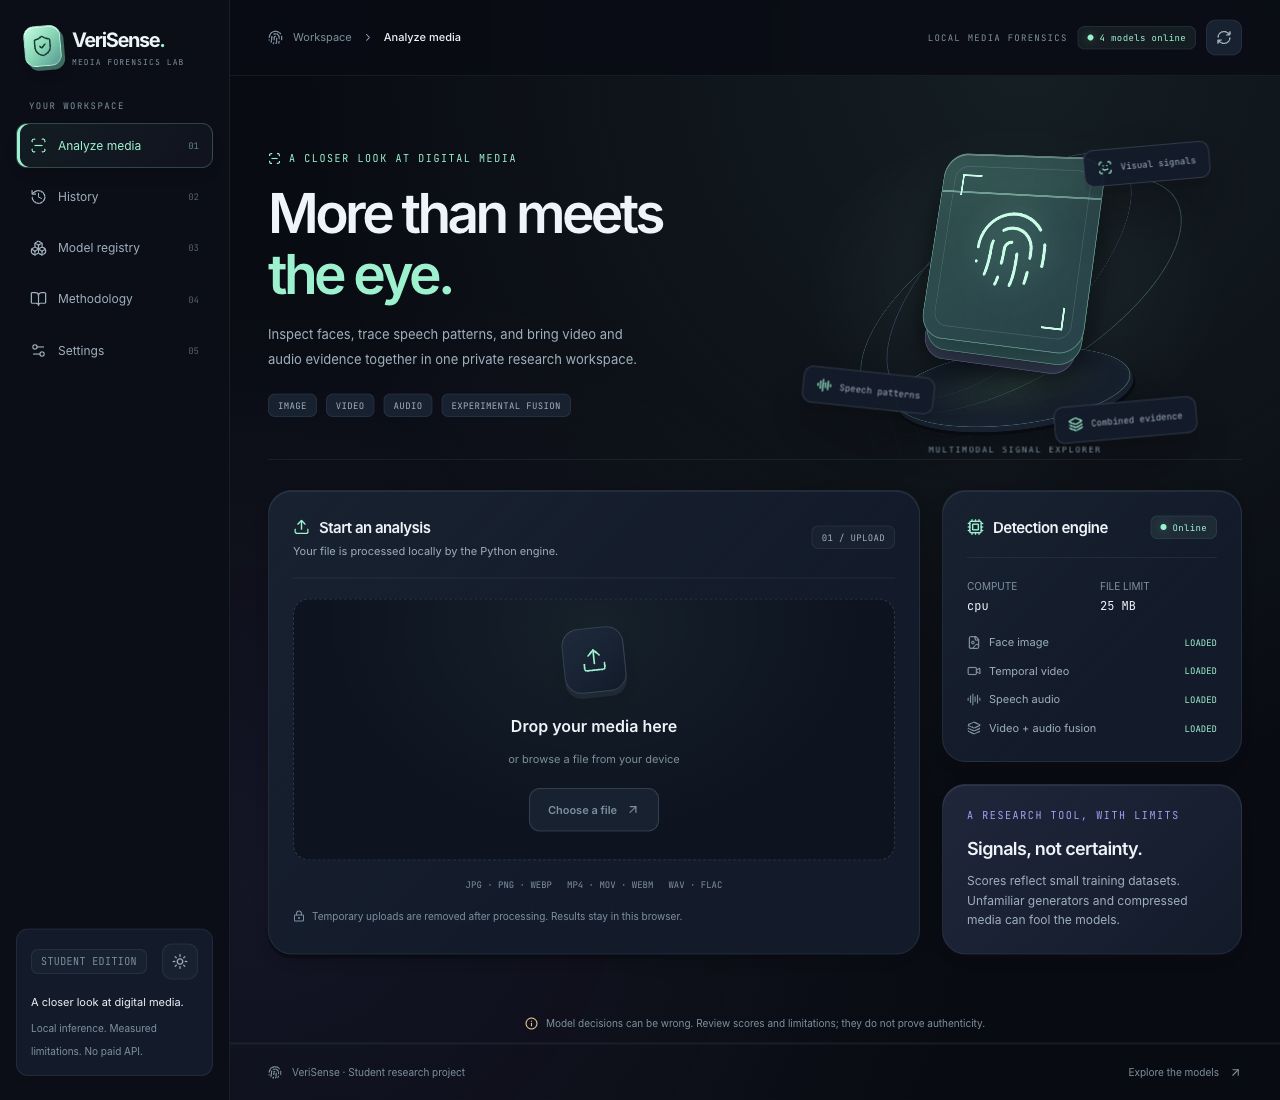 VeriSense.
MEDIA FORENSICS LAB
YOUR WORKSPACE
Analyze media 01
History 02
Model registry 03
Methodology 04
Settings 05
STUDENT EDITION
A closer look at digital media.
Local inference. Measured
limitations. No paid API.
Workspace
Analyze media
LOCAL MEDIA FORENSICS
4 models online
A CLOSER LOOK AT DIGITAL MEDIA
More than meets
the eye.
Inspect faces, trace speech patterns, and bring video and
audio evidence together in one private research workspace.
IMAGE
VIDEO
AUDIO
EXPERIMENTAL FUSION
Visual signals
Speech patterns
Combined evidence
MULTIMODAL SIGNAL EXPLORER
Start an analysis
Your file is processed locally by the Python engine.
01 / UPLOAD
Drop your media here
or browse a file from your device
Choose a file
JPG · PNG · WEBP MP4 · MOV · WEBM WAV · FLAC
Temporary uploads are removed after processing. Results stay in this browser.
Detection engine
Online
COMPUTE
cpu
FILE LIMIT
25 MB
Face image LOADED
Temporal video LOADED
Speech audio LOADED
Video + audio fusion LOADED
A RESEARCH TOOL, WITH LIMITS
Signals, not certainty.
Scores reflect small training datasets.
Unfamiliar generators and compressed
media can fool the models.
Model decisions can be wrong. Review scores and limitations; they do not prove authenticity.
VeriSense · Student research project
Explore the models